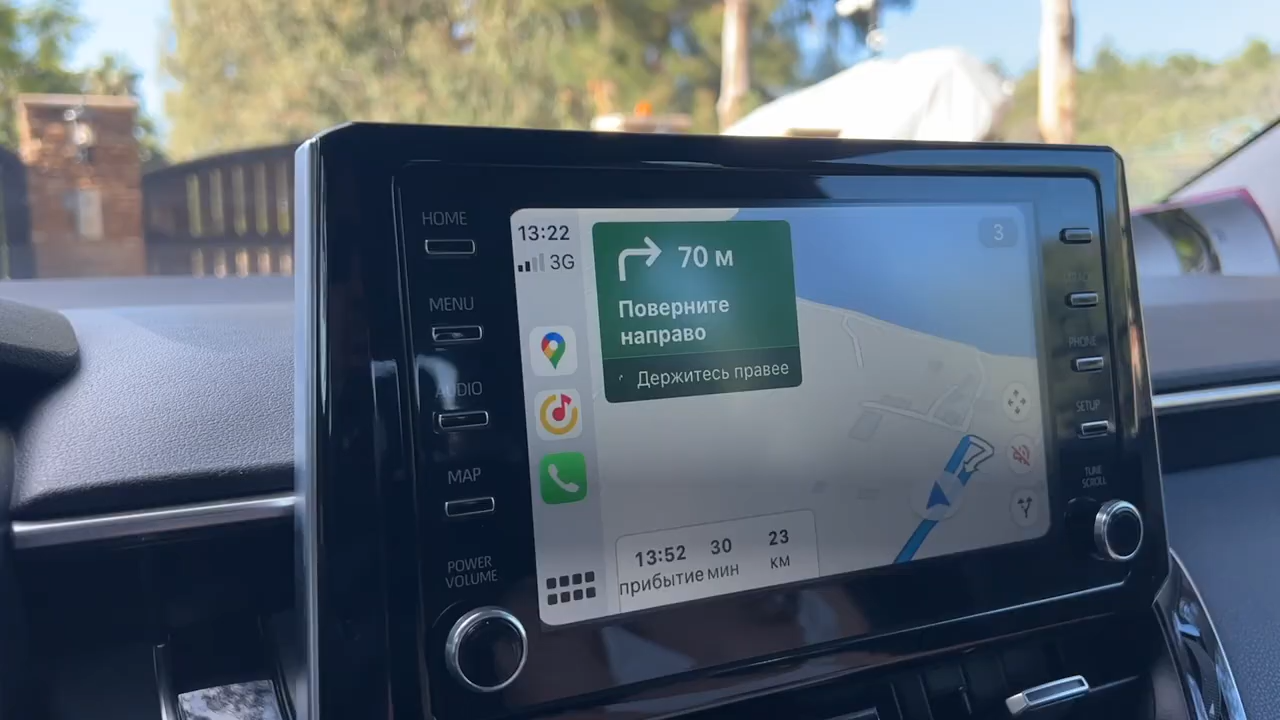 HOME
MENU
AUDIO
MAP
POWER
VOLUME
13:22
3G
70 м
Поверните
направо
Держитесь правее
3
13:52 30 23
прибытие мин км
PHONE
SETUP
TUNE
SCROLL